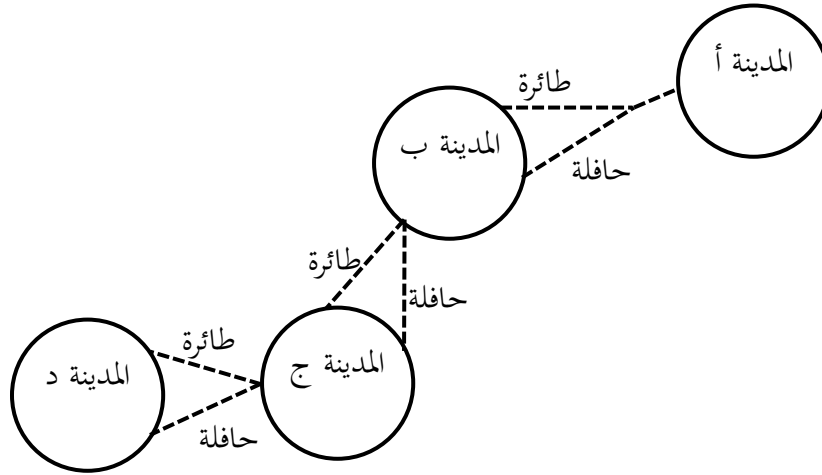 المدينة أ
طائرة
حافلة
المدينة ب
طائرة
حافلة
المدينة ج
طائرة
حافلة
المدينة د